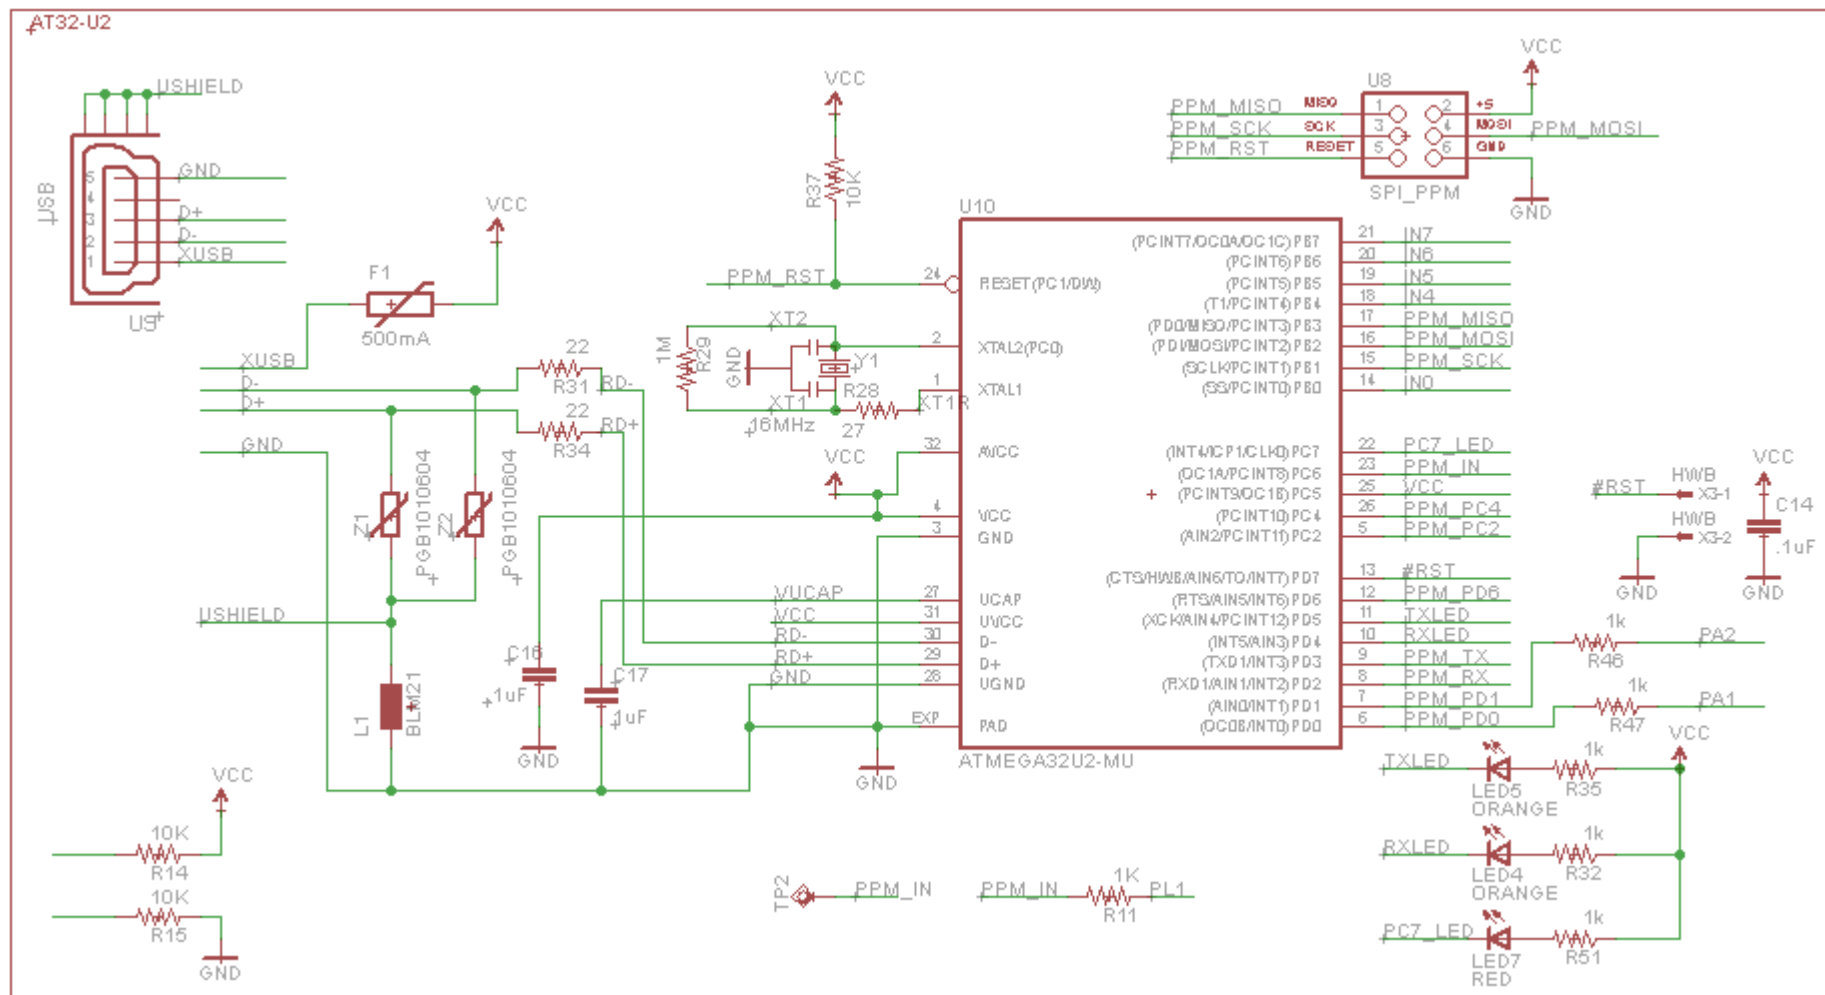 AT32-U2
USHIELD
USB
5
4
3
2
1
GND
D+
D-
XUSB
U9
F1
500mA
VCC
XUSB
D-
D+
GND
22
R31
RD-
22
R34
RD+
Z1
PGB1010604
Z2
PGB1010604
USHIELD
L1
BLM21
C16
.1uF
GND
C17
.1uF
VCC
10K
R14
10K
R15
GND
VCC
R37
10K
PPM_RST
XT2
1M
R29
GND
Y1
R28
XT1
16MHz
27
XT1R
VCC
VUCAP
VCC
RD-
RD+
GND
GND
U10
24 RESET(PC1/DW)
2 XTAL2(PC0)
1 XTAL1
32 AVCC
4 VCC
3 GND
27 UCAP
31 UVCC
30 D-
29 D+
28 UGND
EXP PAD
ATMEGA32U2-MU
(PCINT7/OC0A/OC1C)PB7 21 IN7
(PCINT6)PB6 20 IN6
(PCINT5)PB5 19 IN5
(T1/PCINT4)PB4 18 IN4
(PDO/MISO/PCINT3)PB3 17 PPM_MISO
(PDI/MOSI/PCINT2)PB2 16 PPM_MOSI
(SCLK/PCINT1)PB1 15 PPM_SCK
(SS/PCINT0)PB0 14 IN0
(INT4/ICP1/CLK0)PC7 22 PC7_LED
(OC1A/PCINT8)PC6 23 PPM_IN
(PCINT9/OC1B)PC5 25 VCC
(PCINT10)PC4 26 PPM_PC4
(AIN2/PCINT11)PC2 5 PPM_PC2
(CTS/HWB/AIN6/TO/INT7)PD7 13 #RST
(RTS/AIN5/INT6)PD6 12 PPM_PD6
(XCK/AIN4/PCINT12)PD5 11 TXLED
(INT5/AIN3)PD4 10 RXLED
(TXD1/INT3)PD3 9 PPM_TX
(RXD1/AIN1/INT2)PD2 8 PPM_RX
(AIN0/INT1)PD1 7 PPM_PD1
(OC0B/INT0)PD0 6 PPM_PD0
VCC
U8
PPM_MISO MISO 1 2 +5
PPM_SCK SCK 3 4 MOSI PPM_MOSI
PPM_RST RESET 5 6 GND
SPI_PPM
GND
#RST
HWB
X3-1
HWB
X3-2
GND
VCC
C14
.1uF
GND
1k
R46
PA2
1k
R47
PA1
VCC
TXLED
LED5
ORANGE
1k
R35
RXLED
LED4
ORANGE
1k
R32
PC7_LED
LED7
RED
1k
R51
TP2
PPM_IN
PPM_IN
1K
R11
PL1